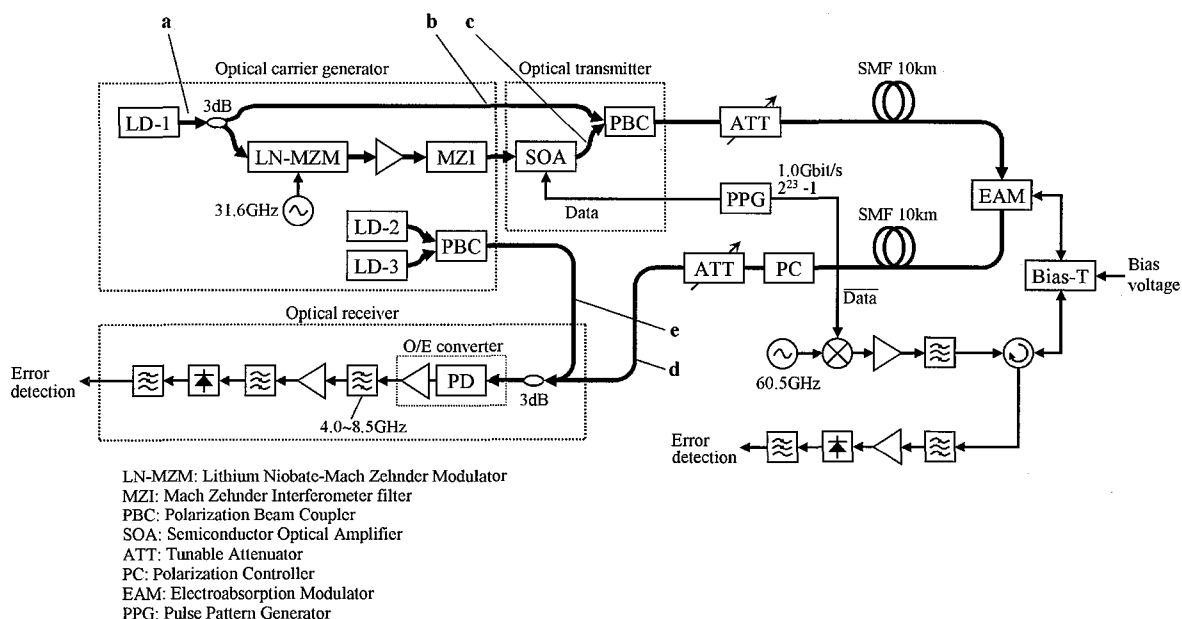 a
b
c
Optical carrier generator
Optical transmitter
SMF 10km
LD-1
3dB
PBC
ATT
LN-MZM
MZI
SOA
1.0Gbit/s
2²³ -1
31.6GHz
Data
PPG
EAM
SMF 10km
LD-2
LD-3
PBC
ATT
PC
Bias-T
Bias
voltage
Data
Optical receiver
e
d
O/E converter
Error
detection
PD
3dB
4.0~8.5GHz
60.5GHz
Error
detection
LN-MZM: Lithium Niobate-Mach Zehnder Modulator
MZI: Mach Zehnder Interferometer filter
PBC: Polarization Beam Coupler
SOA: Semiconductor Optical Amplifier
ATT: Tunable Attenuator
PC: Polarization Controller
EAM: Electroabsorption Modulator
PPG: Pulse Pattern Generator